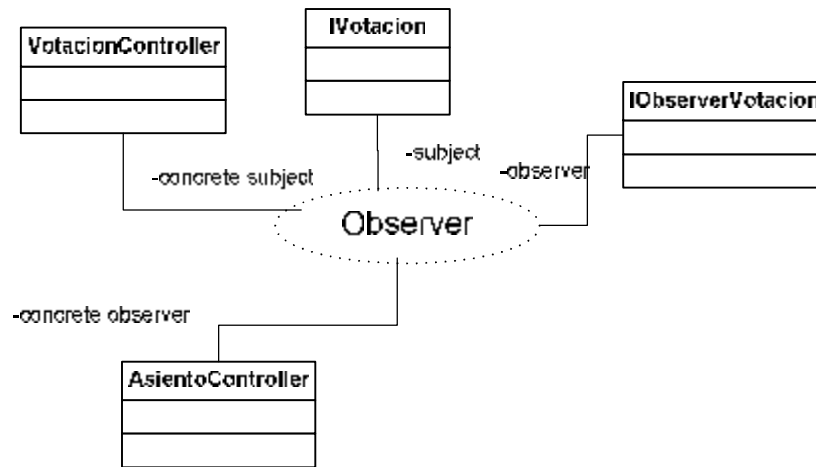 IVotacion
VotacionController
IObserverVotacion
-subject
-observer
-concrete subject
Observer
-concrete observer
AsientoController